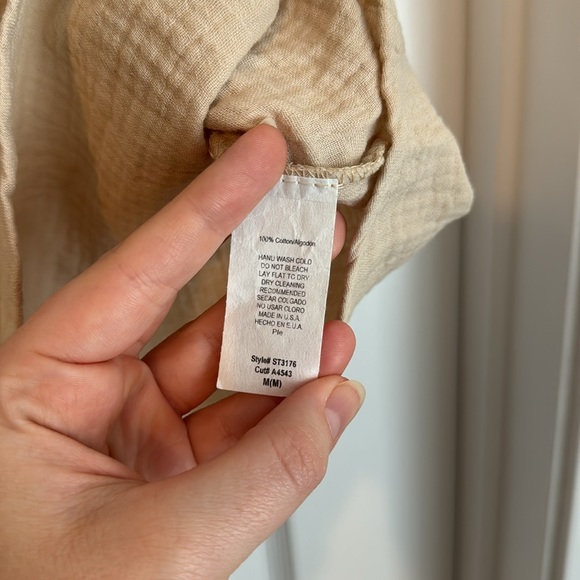 100% Cotton/Algodón
HAND WASH COLD
DO NOT BLEACH
LAY FLAT TO DRY
DRY CLEANING
RECOMMENDED
SECAR COLGADO
NO USAR CLORO
MADE IN U.S.A.
HECHO EN E.U.A.
Style# ST3176
Cut# A4543
M(M)